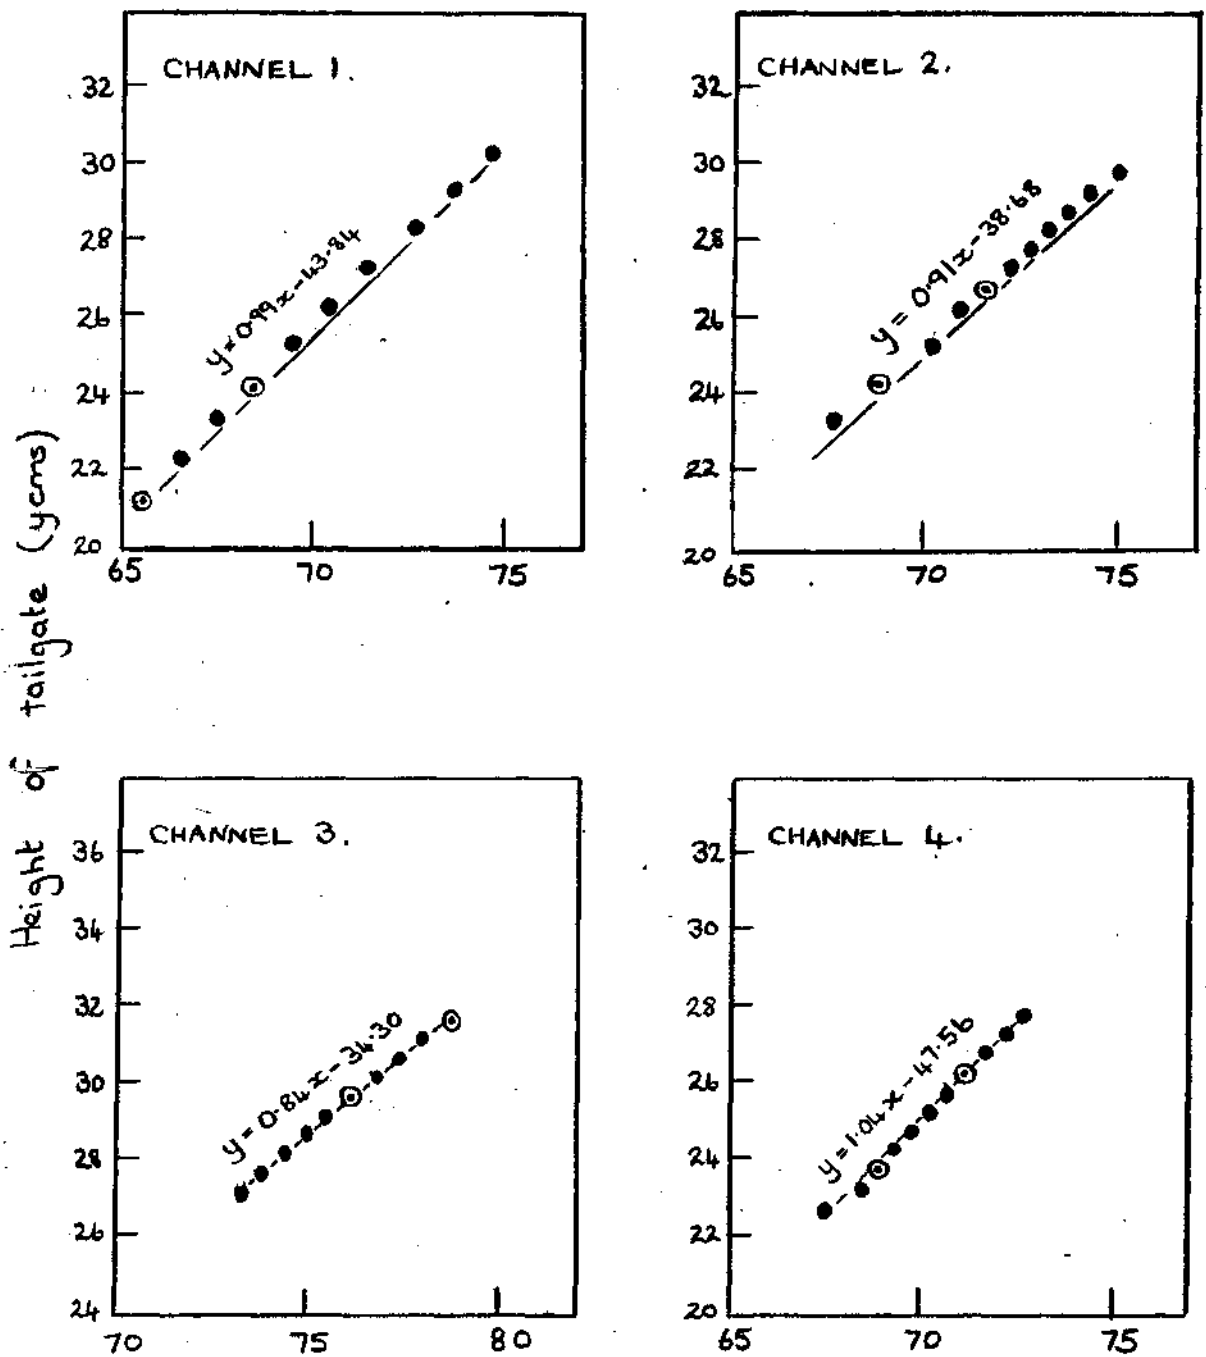 Height of tailgate (ycms)
CHANNEL 1.
32
30
28
26
24
22
20
65 70 75
y = 0.99x - 43.84
CHANNEL 2.
32
30
28
26
24
22
20
65 70 75
y = 0.91x - 38.68
CHANNEL 3.
36
34
32
30
28
26
24
70 75 80
y = 0.84x - 34.30
CHANNEL 4.
32
30
28
26
24
22
20
65 70 75
y = 1.04x - 47.56